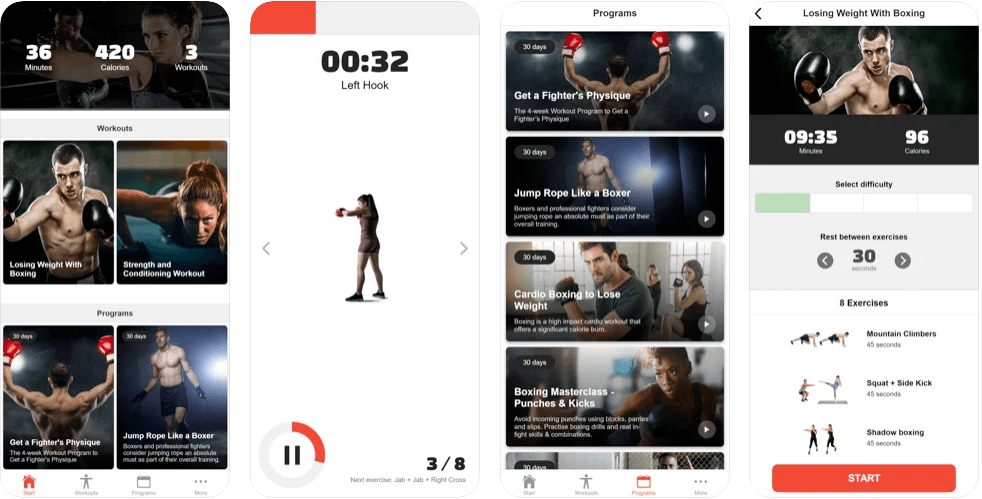 36
Minutes
420
Calories
3
Workouts
Workouts
Losing Weight With
Boxing
Strength and
Conditioning Workout
Programs
30 days
Get a Fighter's Physique
The 4-week Workout Program to Get a
Fighter's Physique
30 days
Jump Rope Like a Boxer
Boxers and professional fighters consider
jumping rope an absolute must as part of their
overall training.
Start
Workouts
Programs
More
00:32
Left Hook
3 / 8
Next exercise: Jab + Jab + Right Cross
Programs
30 days
Get a Fighter's Physique
The 4-week Workout Program to Get a
Fighter's Physique
30 days
Jump Rope Like a Boxer
Boxers and professional fighters consider
jumping rope an absolute must as part of their
overall training.
30 days
Cardio Boxing to Lose
Weight
Boxing is a high impact cardio workout that
offers a significant calorie burn.
30 days
Boxing Masterclass -
Punches & Kicks
Avoid incoming punches using blocks, parries
and slips. Practise boxing drills and real in-
fight skills & combinations.
30 days
Start
Workouts
Programs
More
Losing Weight With Boxing
09:35
Minutes
96
Calories
Select difficulty
Rest between exercises
30
seconds
8 Exercises
Mountain Climbers
45 seconds
Squat + Side Kick
45 seconds
Shadow boxing
45 seconds
START